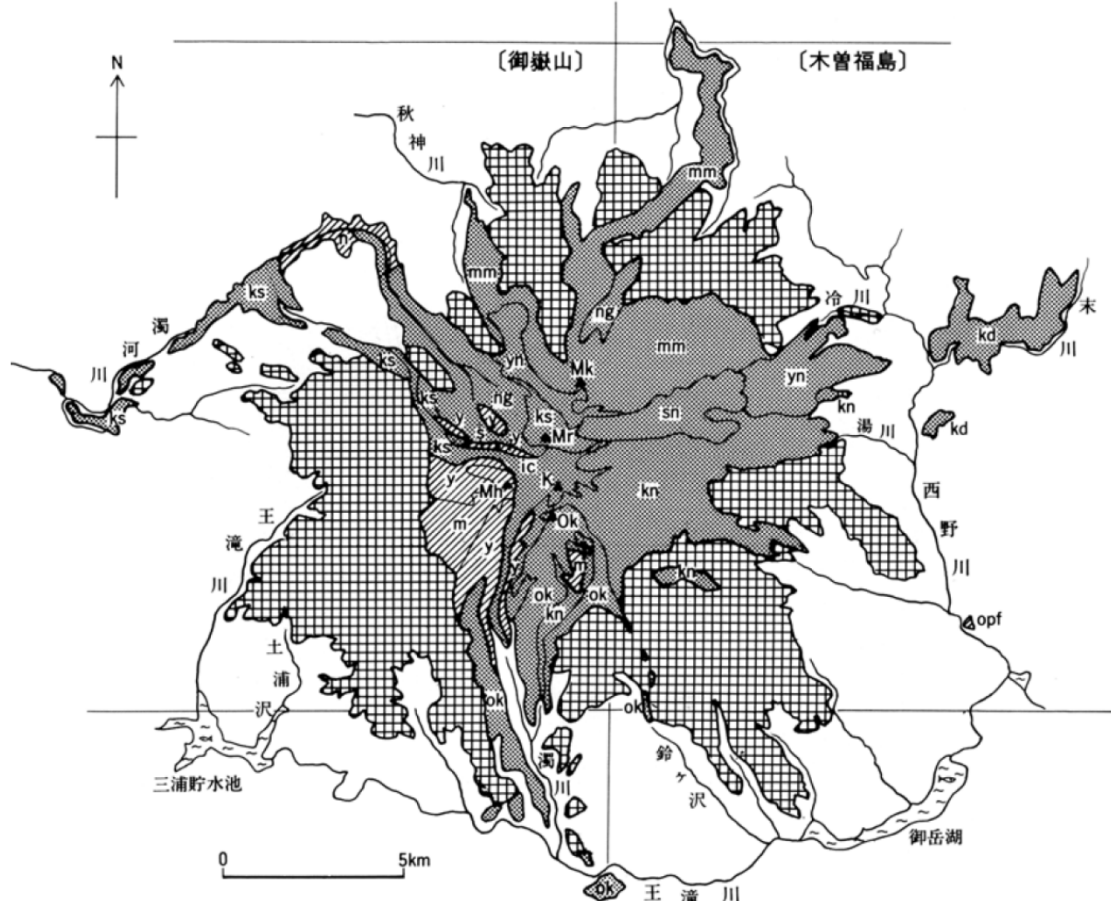 〔御嶽山〕
〔木曽福島〕
N
秋神川
mm
mm
n
ks
濁河川
ks
ks
ng
mm
冷川
末川
kd
yn
Mk
yn
ks
ng
ks
sn
kn
kd
v
s
v
Mr
湯川
ks
ic
y
Mh
K
kn
西野川
m
y
Ok
王滝川
v
m
kn
ok
ok
kn
opf
土浦沢
ok
ok
三浦貯水池
濁川
鈴ヶ沢
御岳湖
0
5km
ok
王滝川